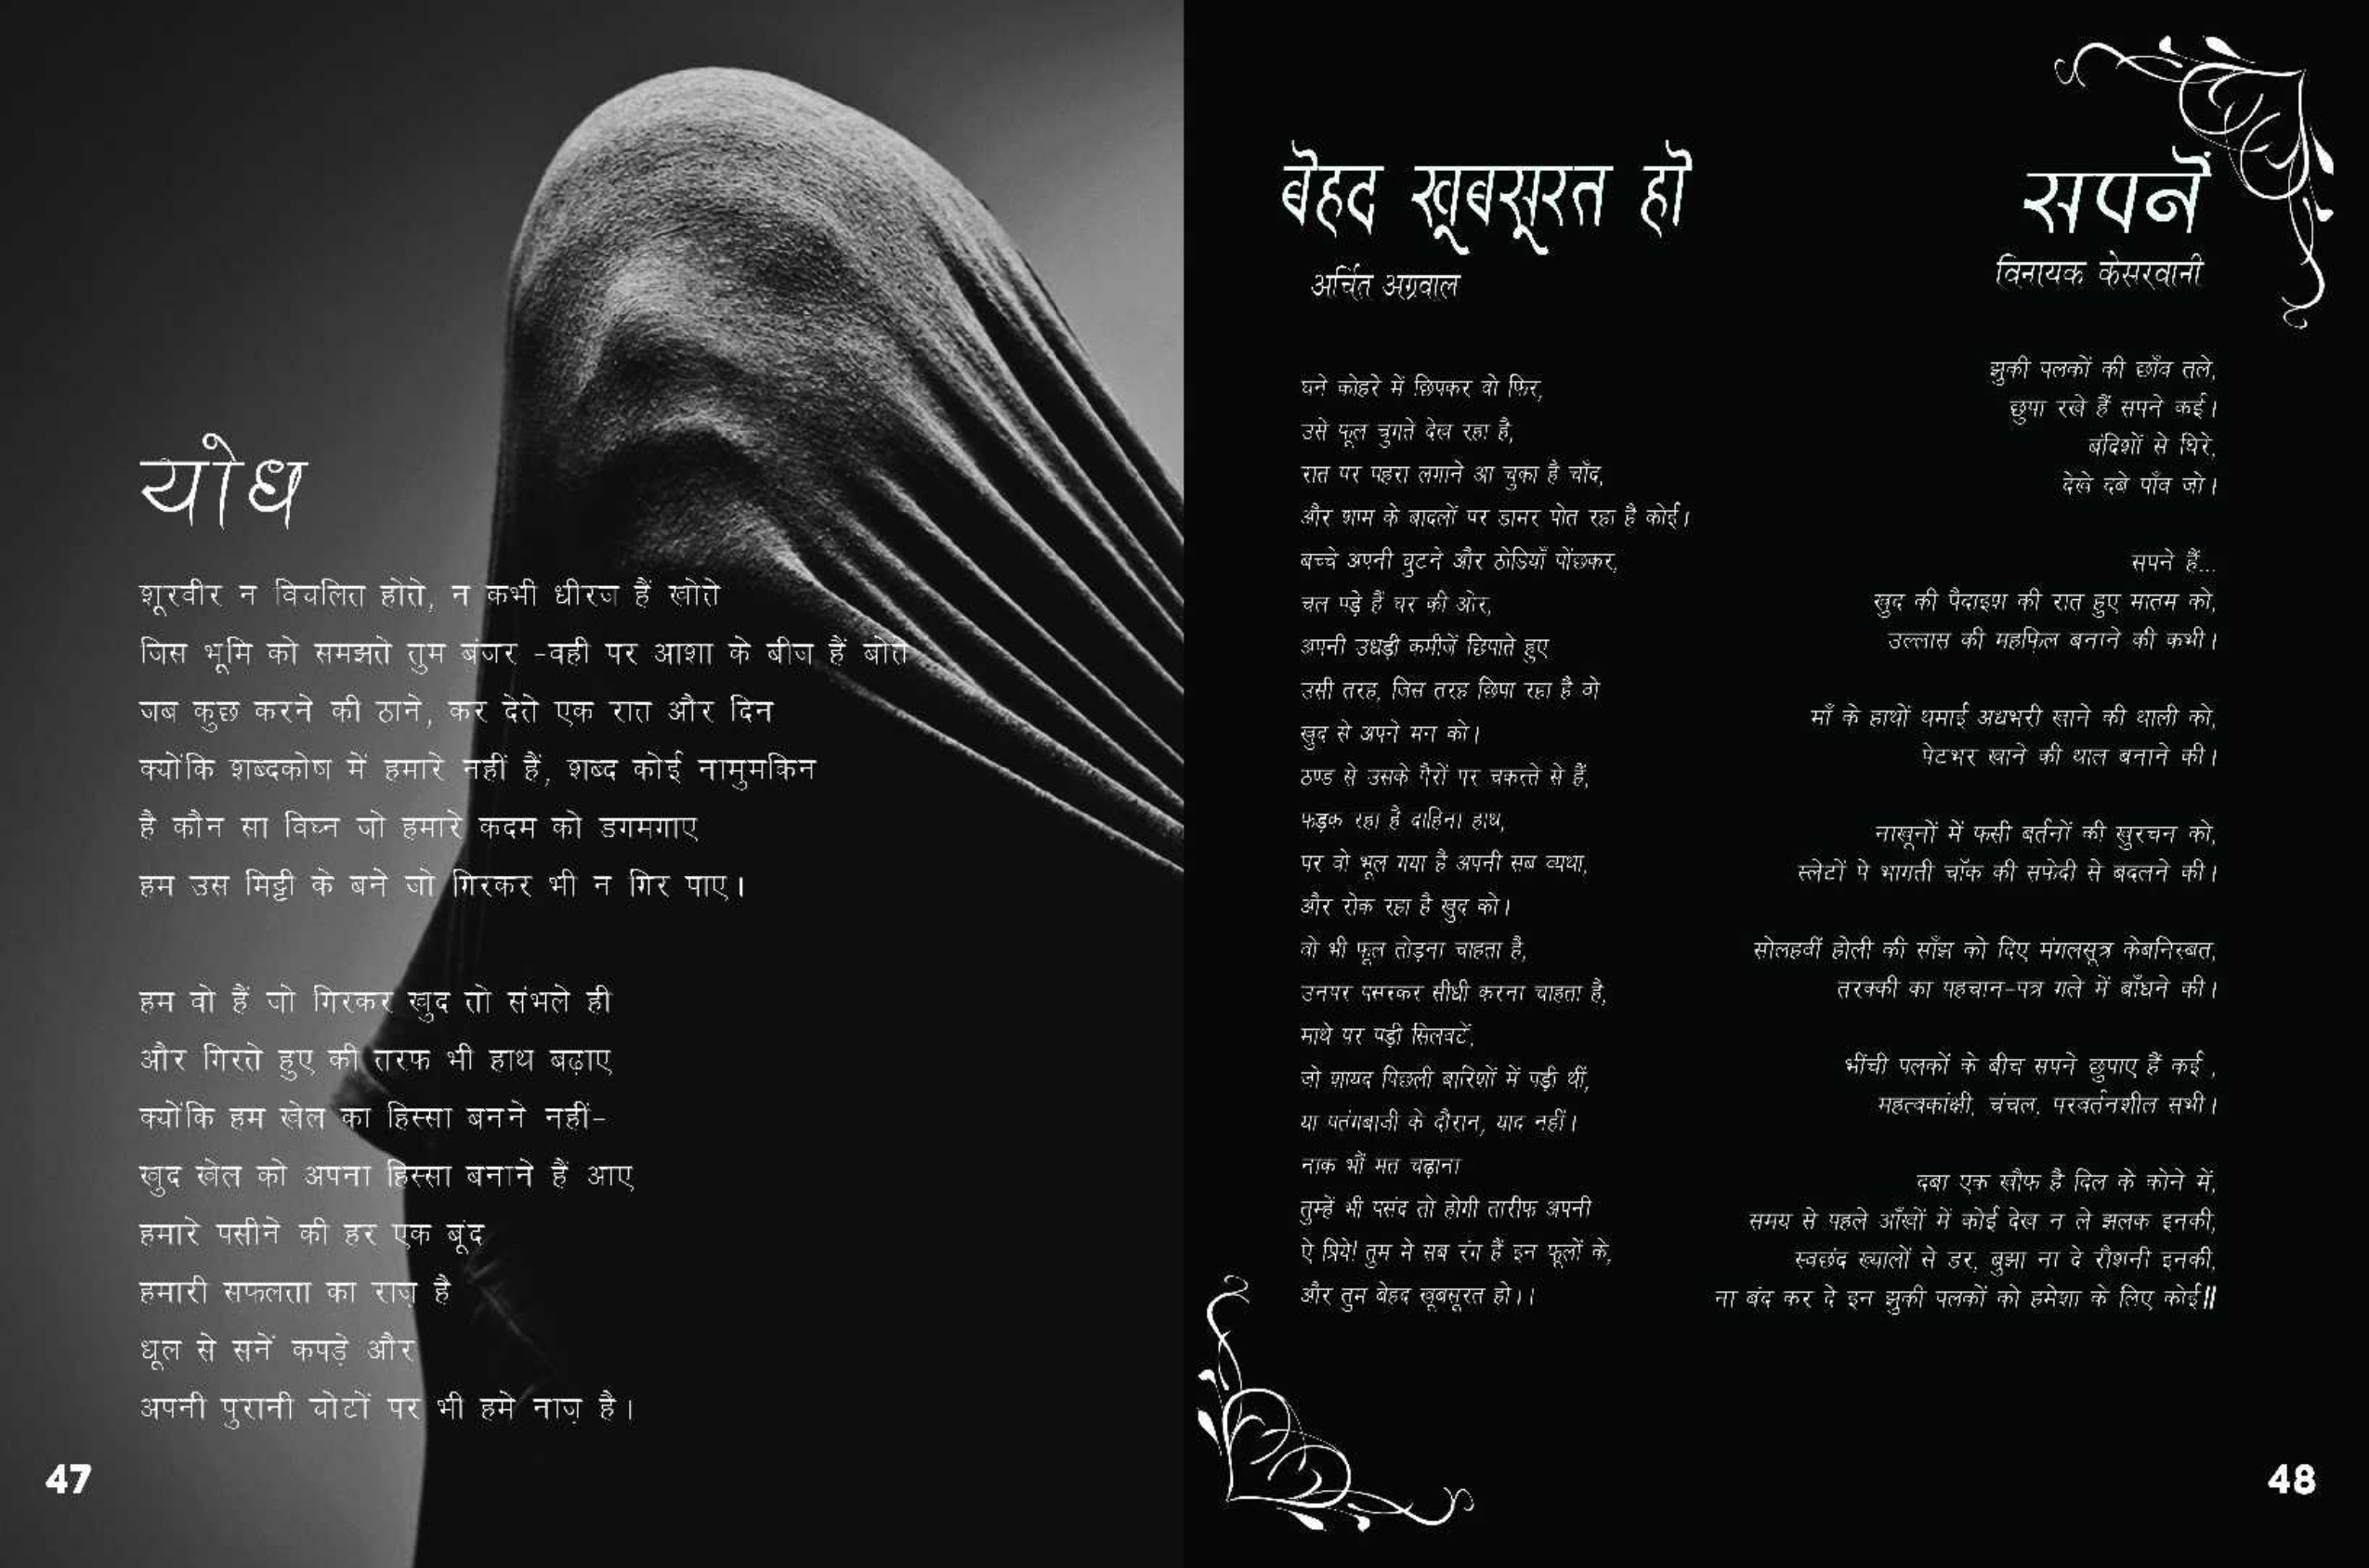 योध
शूरवीर न विचलित होते, न कभी धीरज हैं खोते
जिस भूमि को समझते तुम बंजर -वही पर आशा के बीज हैं बोते
जब कुछ करने की ठाने, कर देते एक रात और दिन
क्योंकि शब्दकोष में हमारे नहीं हैं, शब्द कोई नामुमकिन
है कौन सा विघ्न जो हमारे कदम को डगमगाए
हम उस मिट्टी के बने जो गिरकर भी न गिर पाए।
हम वो हैं जो गिरकर खुद तो संभले ही
और गिरते हुए की तरफ भी हाथ बढ़ाए
क्योंकि हम खेल का हिस्सा बनने नहीं-
खुद खेल को अपना हिस्सा बनाने हैं आए
हमारे पसीने की हर एक बूंद
हमारी सफलता का राज़ है
धूल से सनें कपड़े और
अपनी पुरानी चोटों पर भी हमे नाज़ है।
47
बेहद खूबसूरत हो
अर्चित अग्रवाल
घने कोहरे में छिपकर वो फिर,
उसे फूल चुगते देख रहा है,
रात पर पहरा लगाने आ चुका है चाँद,
और शाम के बादलों पर डामर पोत रहा है कोई।
बच्चे अपनी घुटने और ठोडियाँ पोंछकर,
चल पड़े हैं घर की ओर,
अपनी उधड़ी कमीजें छिपाते हुए
उसी तरह, जिस तरह छिपा रहा है वो
खुद से अपने मन को।
ठण्ड से उसके पैरों पर चकत्ते से हैं,
फड़क रहा है दाहिना हाथ,
पर वो भूल गया है अपनी सब व्यथा,
और रोक रहा है खुद को।
वो भी फूल तोड़ना चाहता है,
उनपर पसरकर सीधी करना चाहता है,
माथे पर पड़ी सिलवटें,
जो शायद पिछली बारिशों में पड़ी थीं,
या पतंगबाजी के दौरान, याद नहीं।
नाक भौं मत चढ़ाना
तुम्हें भी पसंद तो होगी तारीफ अपनी
ऐ प्रिये! तुम मे सब रंग हैं इन फूलों के,
और तुम बेहद खूबसूरत हो।।
सपनें
विनायक केसरवानी
झुकी पलकों की छाँव तले,
छुपा रखे हैं सपने कई।
बंदिशों से घिरे,
देखे दबे पाँव जो।
सपने हैं...
खुद की पैदाइश की रात हुए मातम को,
उल्लास की महफ़िल बनाने की कभी।
माँ के हाथों थमाई अधभरी खाने की थाली को,
पेटभर खाने की थाल बनाने की।
नाखूनों में फसी बर्तनों की खुरचन को,
स्लेटों पे भागती चॉक की सफेदी से बदलने की।
सोलहवीं होली की साँझ को दिए मंगलसूत्र केबनिस्बत,
तरक्की का पहचान-पत्र गले में बाँधने की।
भींची पलकों के बीच सपने छुपाए हैं कई ,
महत्वकांक्षी, चंचल, परवर्तनशील सभी।
दबा एक खौफ है दिल के कोने में,
समय से पहले आँखों में कोई देख न ले झलक इनकी,
स्वछंद ख्यालों से डर, बुझा ना दे रौशनी इनकी,
ना बंद कर दे इन झुकी पलकों को हमेशा के लिए कोई॥
48